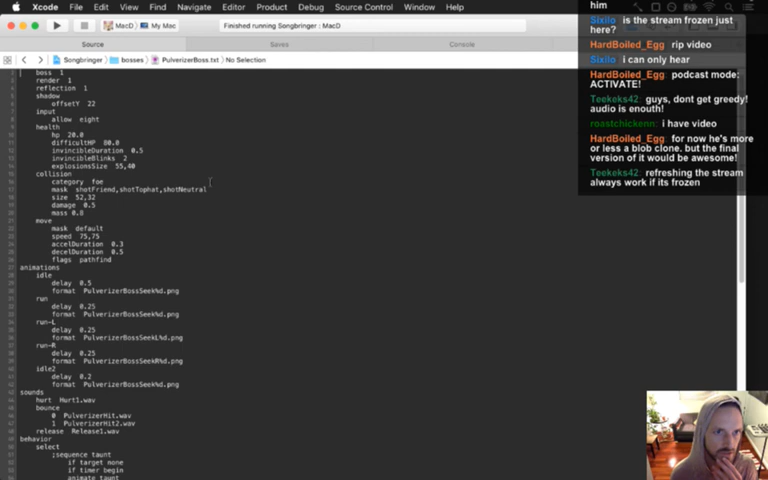 Xcode File Edit View Find Navigate Editor Product Debug Source Control Window Help
MacD My Mac
Finished running Songbringer : MacD
Source Saves Console
Songbringer bosses PulverizerBoss.txt No Selection
boss 1
render 1
reflection 1
shadow
offsetY 22
input
allow eight
health
hp 20.0
difficultHP 80.0
invincibleDuration 0.5
invincibleBlinks 2
explosionsSize 55,40
collision
category foe
mask shotFriend,shotTophat,shotNeutral
size 52,32
damage 0.5
mass 0.8
move
mask default
speed 75,75
accelDuration 0.3
decelDuration 0.5
flags pathfind
animations
idle
delay 0.5
format PulverizerBossSeek%d.png
run
delay 0.25
format PulverizerBossSeek%d.png
run-L
delay 0.25
format PulverizerBossSeekL%d.png
run-R
delay 0.25
format PulverizerBossSeekR%d.png
idle2
delay 0.2
format PulverizerBossSeek%d.png
sounds
hurt Hurt1.wav
bounce
0 PulverizerHit.wav
1 PulverizerHit2.wav
release Release1.wav
behavior
select
;sequence taunt
if target none
if timer begin
animate taunt
him
Sixilo is the stream frozen just
here?
HardBoiled_Egg rip video
Sixilo i can only hear
HardBoiled_Egg podcast mode:
ACTIVATE!
Teekeks42 guys, dont get greedy!
audio is enouth!
roastchickenn: i have video
HardBoiled_Egg for now he's more
or less a blob clone. but the final
version of it would be awesome!
Teekeks42 refreshing the stream
always work if its frozen